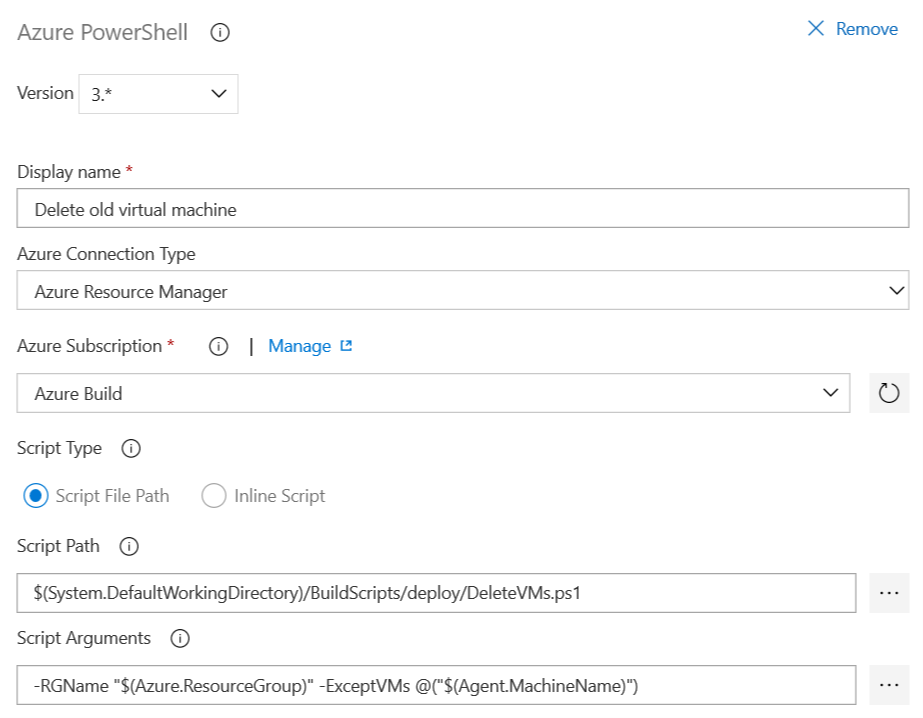 Azure PowerShell
Remove
Version 3.*
Display name *
Delete old virtual machine
Azure Connection Type
Azure Resource Manager
Azure Subscription * | Manage
Azure Build
Script Type
Script File Path Inline Script
Script Path
$(System.DefaultWorkingDirectory)/BuildScripts/deploy/DeleteVMs.ps1
Script Arguments
-RGName "$(Azure.ResourceGroup)" -ExceptVMs @("$(Agent.MachineName)")